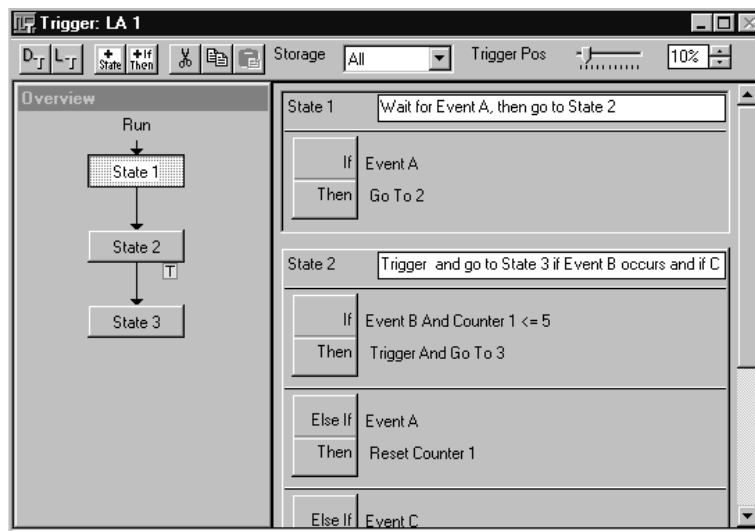 Trigger: LA 1
D L
+ State + If Then
Storage All Trigger Pos 10%
Overview
Run
State 1
State 2
T
State 3
State 1 Wait for Event A, then go to State 2
If Event A
Then Go To 2
State 2 Trigger and go to State 3 if Event B occurs and if C
If Event B And Counter 1 <= 5
Then Trigger And Go To 3
Else If Event A
Then Reset Counter 1
Else If Event C